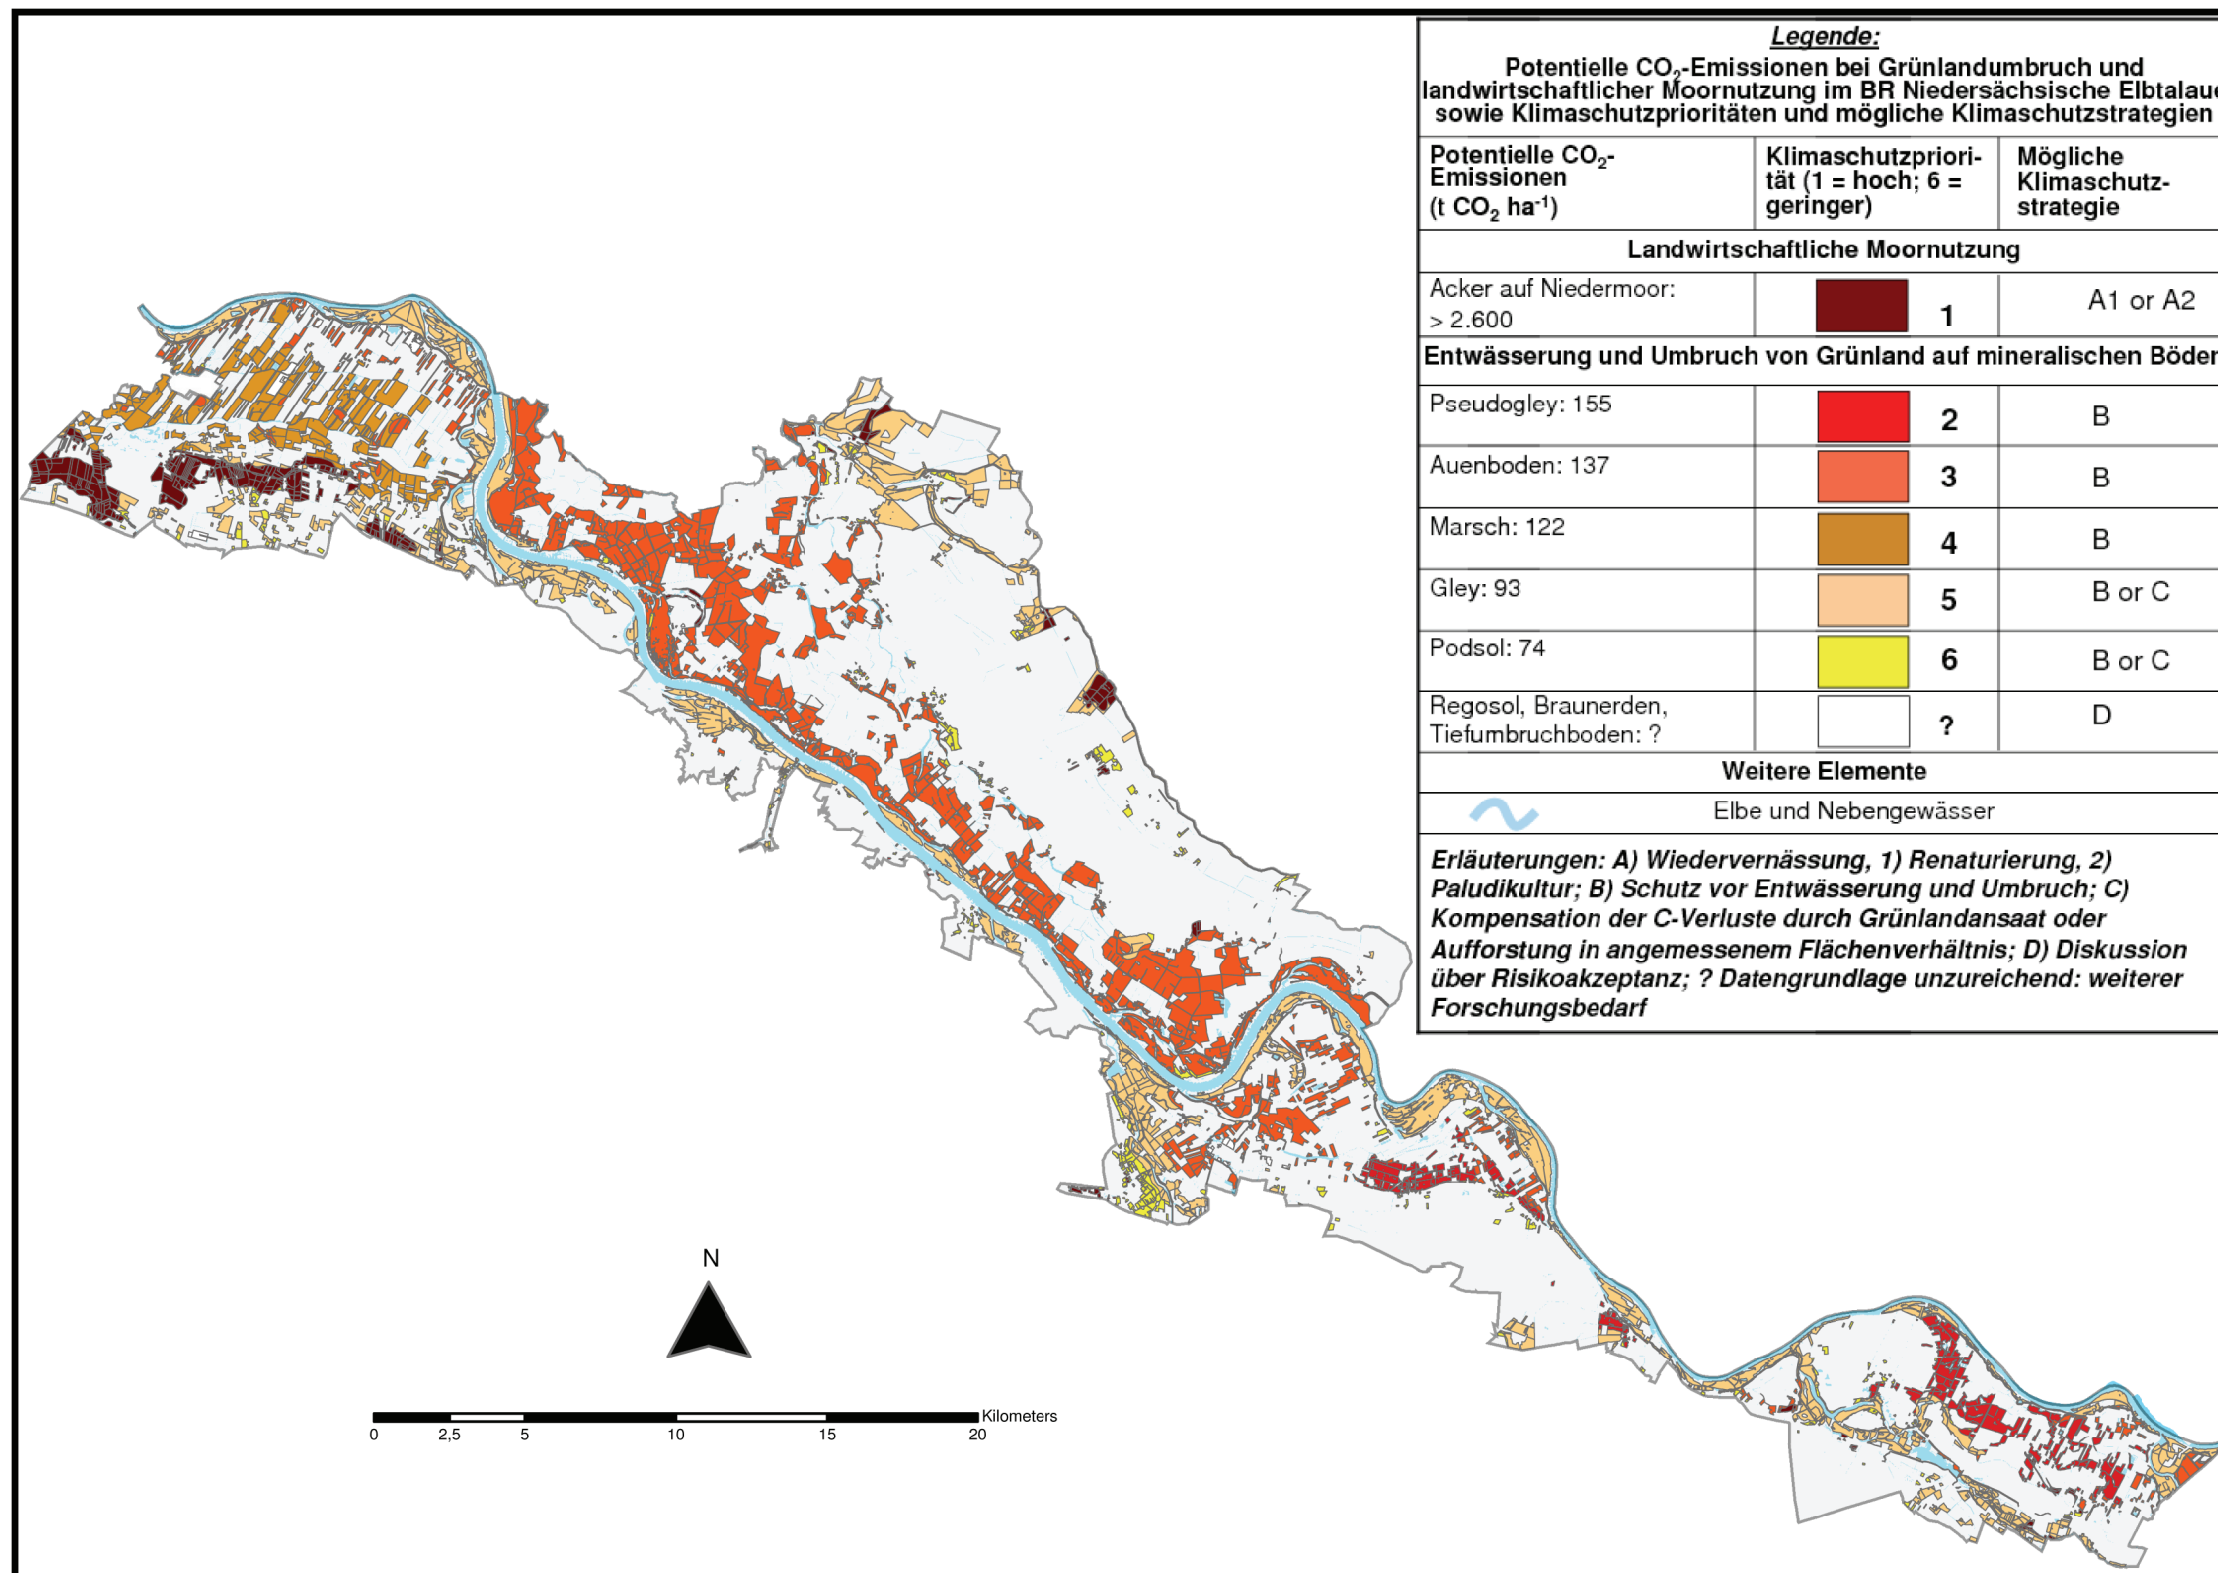 Legende:
Potentielle CO2-Emissionen bei Grünlandumbruch und
landwirtschaftlicher Moornutzung im BR Niedersächsische Elbtalaue
sowie Klimaschutzprioritäten und mögliche Klimaschutzstrategien
Potentielle CO2-
Emissionen
(t CO2 ha-1)
Klimaschutzpriori-
tät (1 = hoch; 6 =
geringer)
Mögliche
Klimaschutz-
strategie
Landwirtschaftliche Moornutzung
Acker auf Niedermoor:
> 2.600
1
A1 or A2
Entwässerung und Umbruch von Grünland auf mineralischen Böden
Pseudogley: 155
2
B
Auenboden: 137
3
B
Marsch: 122
4
B
Gley: 93
5
B or C
Podsol: 74
6
B or C
Regosol, Braunerden,
Tiefumbruchboden: ?
?
D
Weitere Elemente
Elbe und Nebengewässer
Erläuterungen: A) Wiedervernässung, 1) Renaturierung, 2)
Paludikultur; B) Schutz vor Entwässerung und Umbruch; C)
Kompensation der C-Verluste durch Grünlandansaat oder
Aufforstung in angemessenem Flächenverhältnis; D) Diskussion
über Risikoakzeptanz; ? Datengrundlage unzureichend: weiterer
Forschungsbedarf
N
Kilometers
0 2,5 5 10 15 20